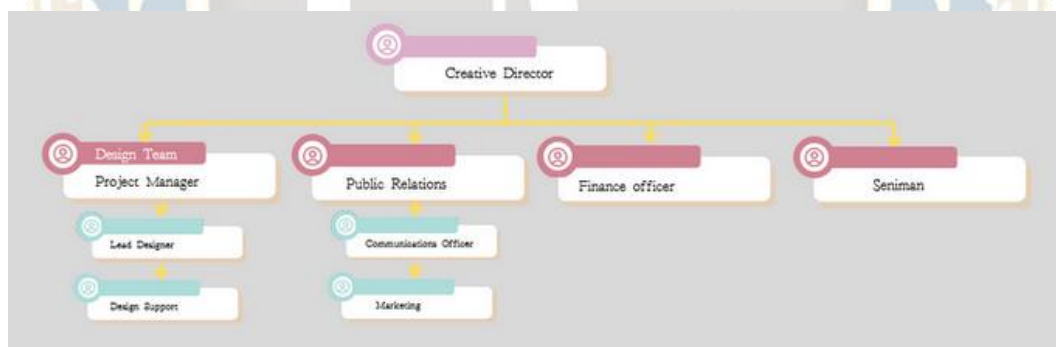 Creative Director
Design Team
Project Manager
Public Relations
Finance officer
Seniman
Lead Designer
Communications Officer
Design Support
Marketing